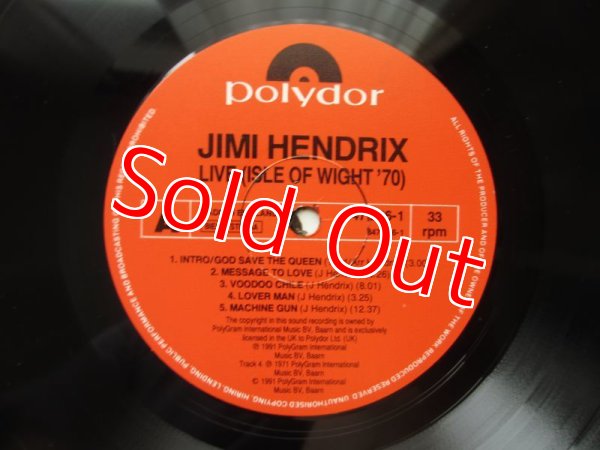 polydor
JIMI HENDRIX
LIVE (ISLE OF WIGHT '70)
Sold Out
33
rpm
1. INTRO/GOD SAVE THE QUEEN
2. MESSAGE TO LOVE (J Hendrix)
3. VOODOO CHILE (J Hendrix) (8.01)
4. LOVER MAN (J Hendrix) (3.25)
5. MACHINE GUN (J Hendrix) (12.37)
The copyright in this sound recording is owned by
PolyGram International Music BV, Baarn and is exclusively
licensed in the UK to Polydor Ltd. (UK)
℗ 1991 PolyGram International
Music BV, Baarn
Track 4 ℗ 1971 PolyGram International
Music BV, Baarn
© 1991 PolyGram International
Music BV, Baarn
ALL RIGHTS OF THE PRODUCER AND OF THE OWNER OF THE WORK REPRODUCED RESERVED UNAUTHORISED COPYING, HIRING, LENDING, PUBLIC PERFORMANCE AND BROADCASTING OF THIS RECORD PROHIBITED.